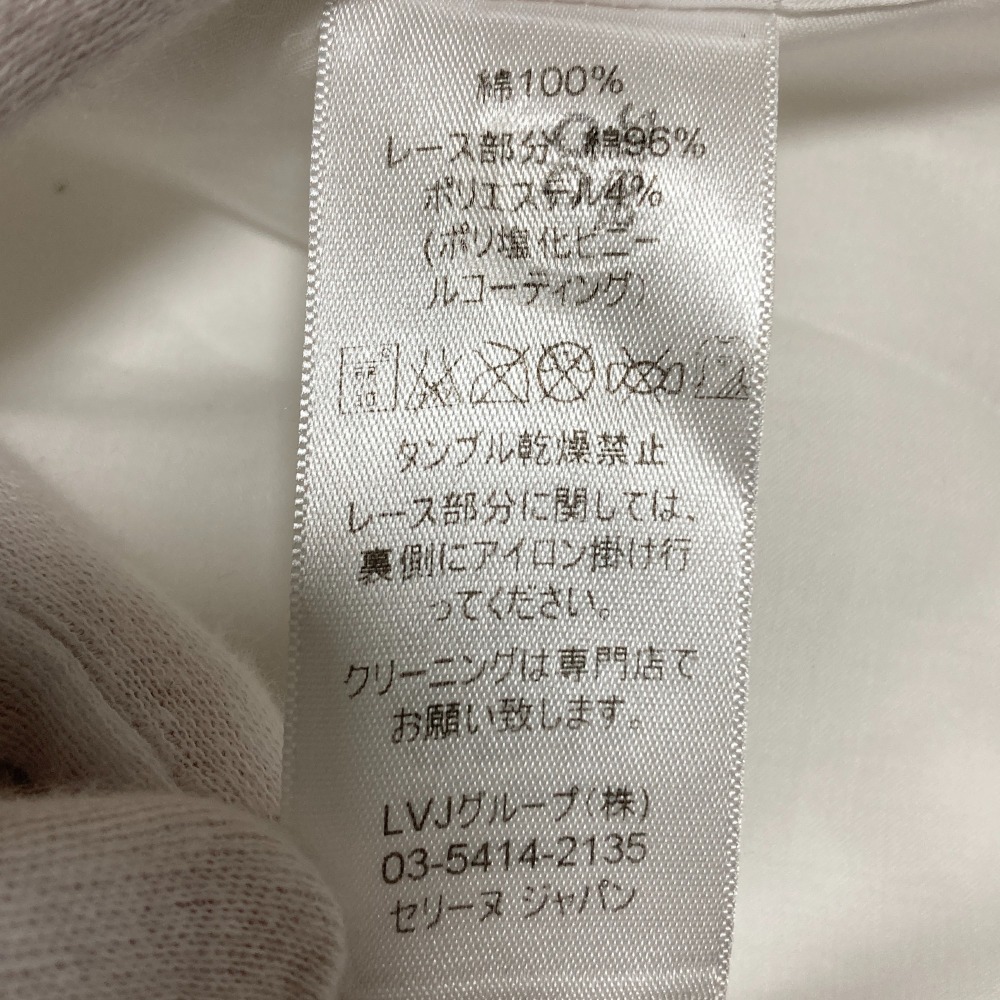 綿100%
レース部分 綿96%
ポリエステル4%
(ポリ塩化ビニー
ルコーティング)
タンブル乾燥禁止
レース部分に関しては、
裏側にアイロン掛け行
ってください。
クリーニングは専門店で
お願い致します。
LVJグループ(株)
03-5414-2135
セリーヌ ジャパン